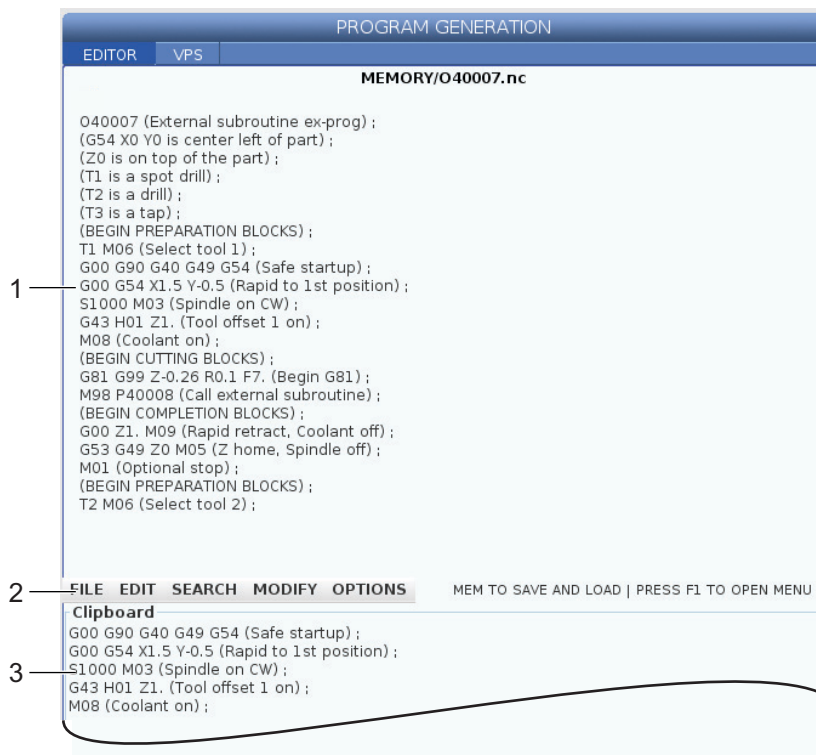 PROGRAM GENERATION
EDITOR VPS
MEMORY/O40007.nc
O40007 (External subroutine ex-prog) ;
(G54 X0 Y0 is center left of part) ;
(Z0 is on top of the part) ;
(T1 is a spot drill) ;
(T2 is a drill) ;
(T3 is a tap) ;
(BEGIN PREPARATION BLOCKS) ;
T1 M06 (Select tool 1) ;
G00 G90 G40 G49 G54 (Safe startup) ;
1
G00 G54 X1.5 Y-0.5 (Rapid to 1st position) ;
S1000 M03 (Spindle on CW) ;
G43 H01 Z1. (Tool offset 1 on) ;
M08 (Coolant on) ;
(BEGIN CUTTING BLOCKS) ;
G81 G99 Z-0.26 R0.1 F7. (Begin G81) ;
M98 P40008 (Call external subroutine) ;
(BEGIN COMPLETION BLOCKS) ;
G00 Z1. M09 (Rapid retract, Coolant off) ;
G53 G49 Z0 M05 (Z home, Spindle off) ;
M01 (Optional stop) ;
(BEGIN PREPARATION BLOCKS) ;
T2 M06 (Select tool 2) ;
2
FILE EDIT SEARCH MODIFY OPTIONS MEM TO SAVE AND LOAD | PRESS F1 TO OPEN MENU
Clipboard
G00 G90 G40 G49 G54 (Safe startup) ;
G00 G54 X1.5 Y-0.5 (Rapid to 1st position) ;
3
S1000 M03 (Spindle on CW) ;
G43 H01 Z1. (Tool offset 1 on) ;
M08 (Coolant on) ;